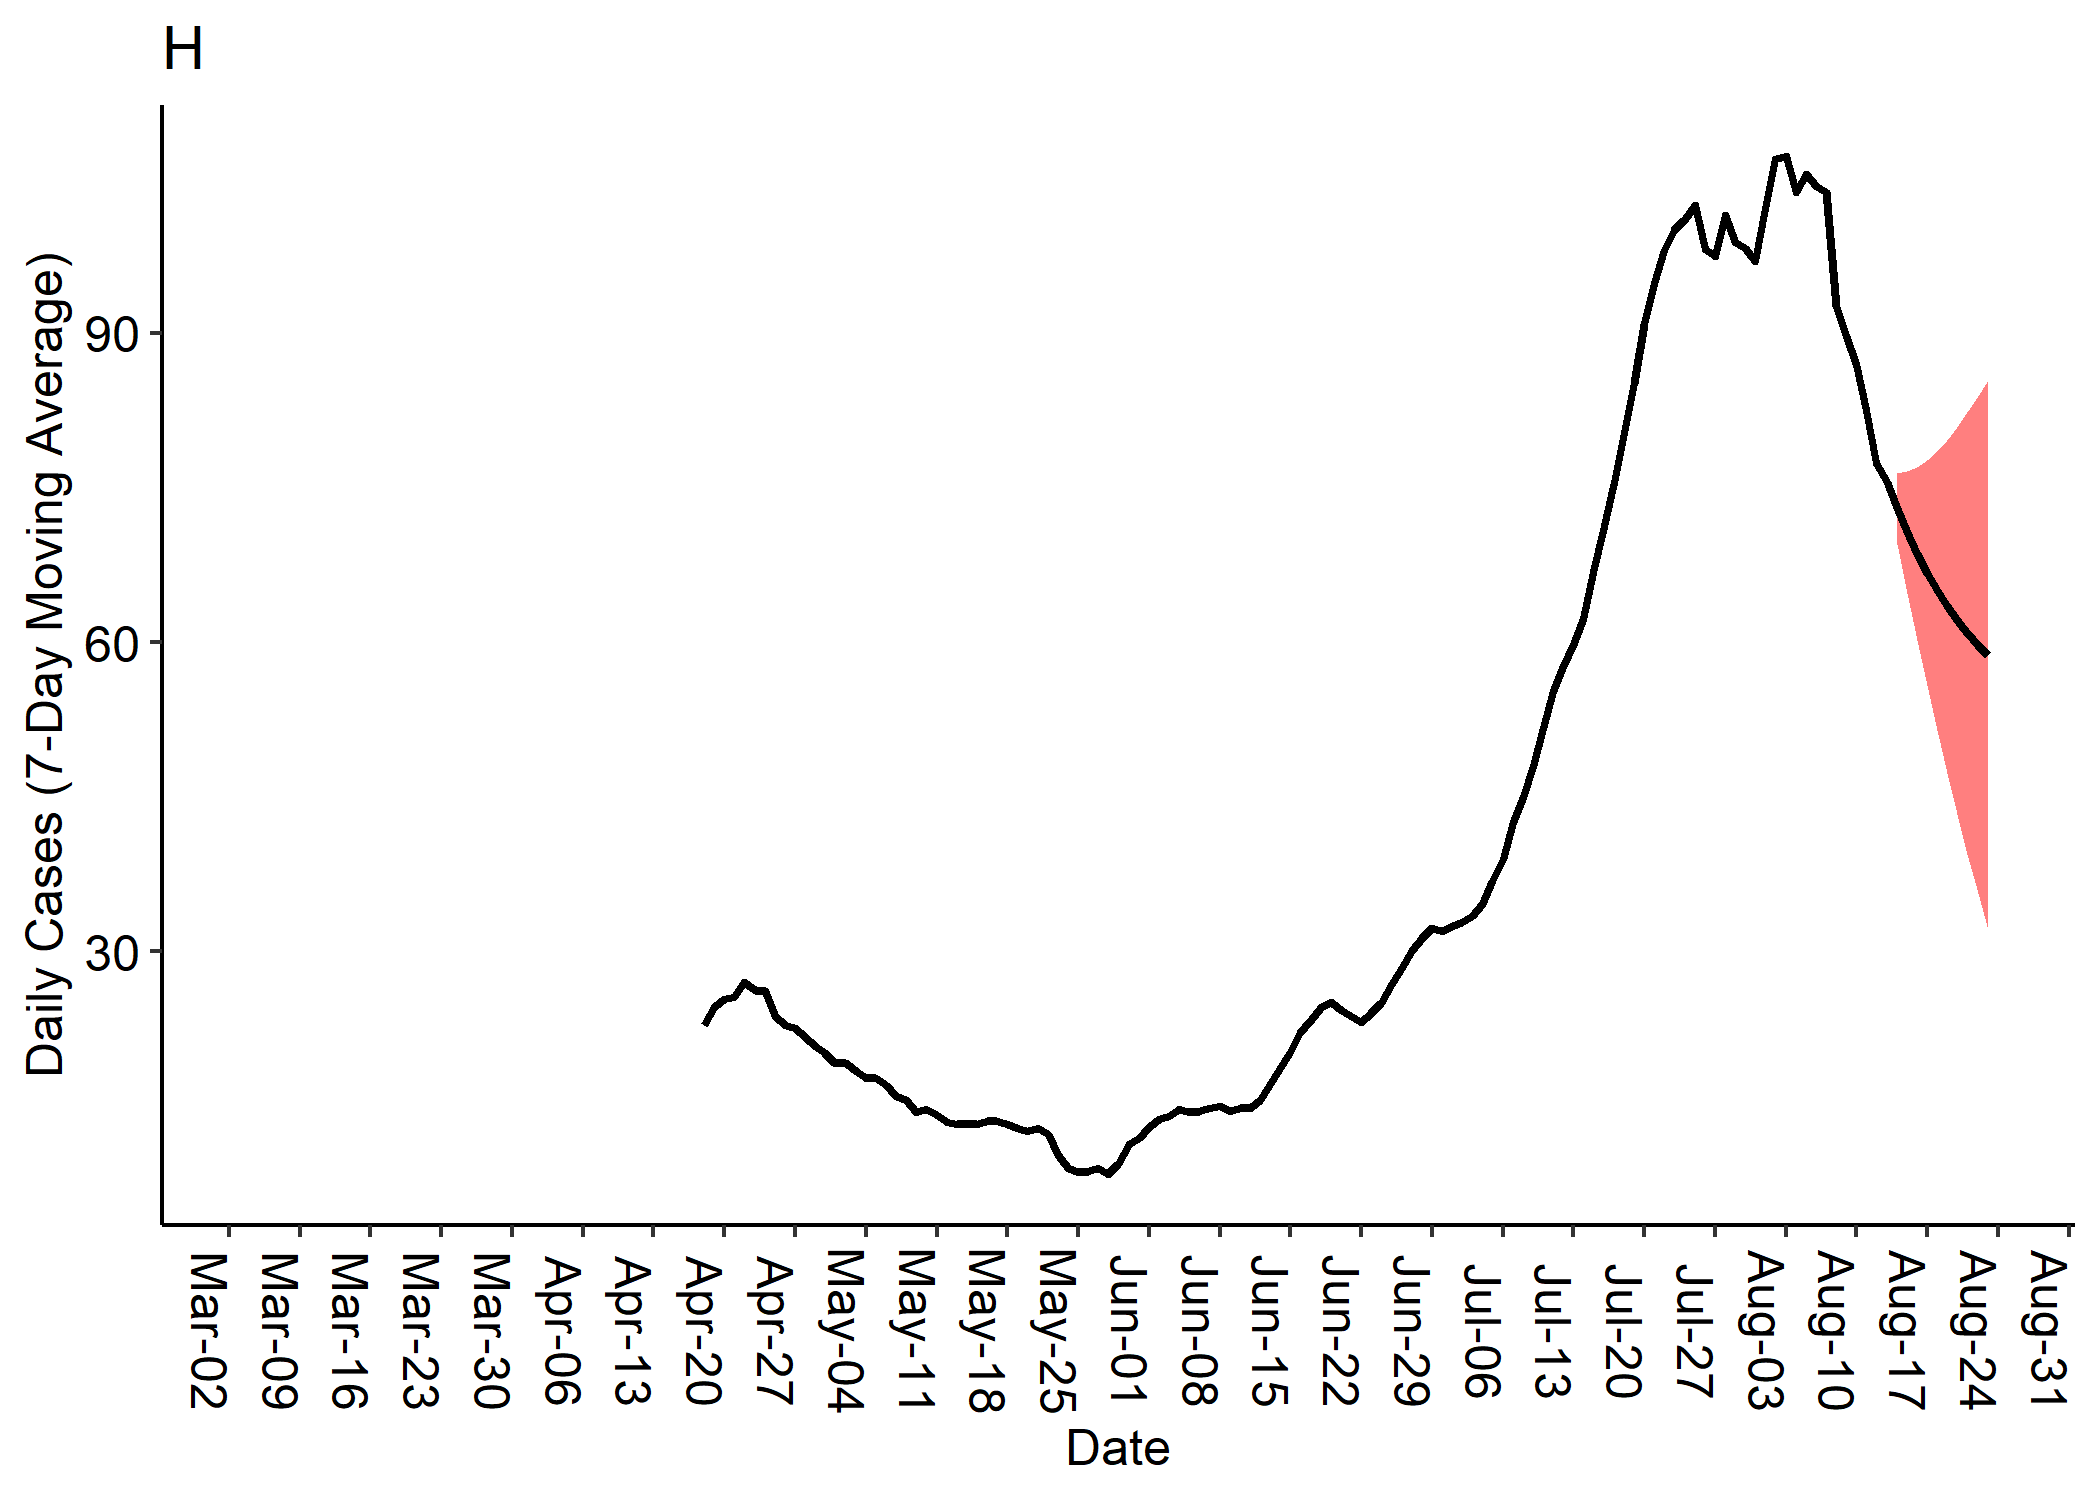 H
Daily Cases (7-Day Moving Average)
90
60
30
Mar-02
Mar-09
Mar-16
Mar-23
Mar-30
Apr-06
Apr-13
Apr-20
Apr-27
May-04
May-11
May-18
May-25
Jun-01
Jun-08
Jun-15
Jun-22
Jun-29
Jul-06
Jul-13
Jul-20
Jul-27
Aug-03
Aug-10
Aug-17
Aug-24
Aug-31
Date